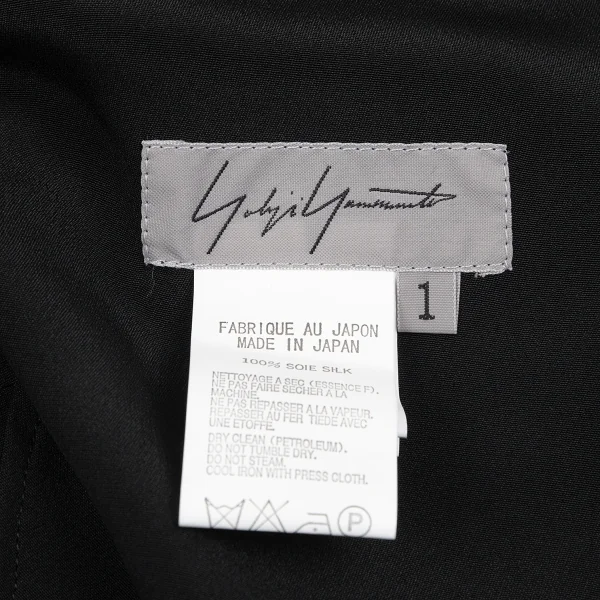 Yohji Yamamoto
1
FABRIQUE AU JAPON
MADE IN JAPAN
100% SOIE SILK
NETTOYAGE A SEC (ESSENCE F).
NE PAS FAIRE SÉCHER A LA
MACHINE.
NE PAS REPASSER A LA VAPEUR.
REPASSER AU FER TIEDE AVEC
UNE ETOFFE.
DRY CLEAN (PETROLEUM).
DO NOT TUMBLE DRY.
DO NOT STEAM.
COOL IRON WITH PRESS CLOTH.
P